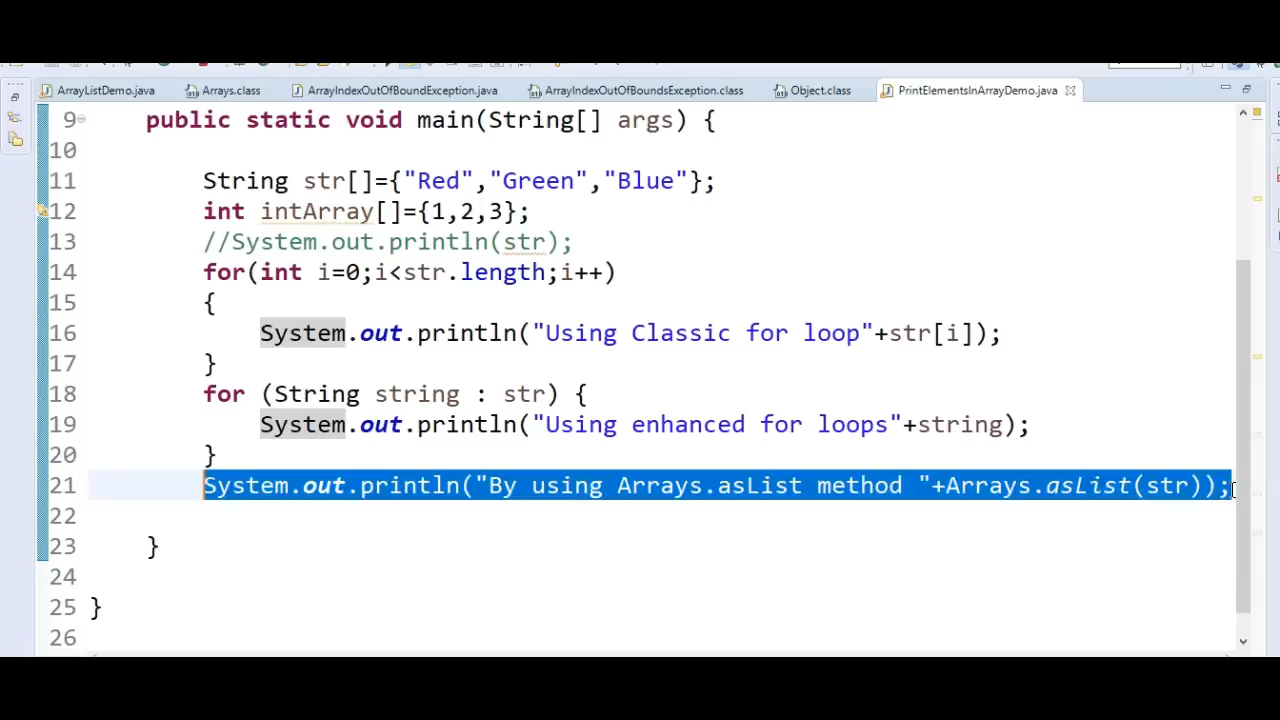 ArrayListDemo.java Arrays.class ArrayIndexOutOfBoundException.java ArrayIndexOutOfBoundsException.class Object.class PrintElementsInArrayDemo.java
9 public static void main(String[] args) {
10
11 String str[]={"Red","Green","Blue"};
12 int intArray[]={1,2,3};
13 //System.out.println(str);
14 for(int i=0;i<str.length;i++)
15 {
16 System.out.println("Using Classic for loop"+str[i]);
17 }
18 for (String string : str) {
19 System.out.println("Using enhanced for loops"+string);
20 }
21 System.out.println("By using Arrays.asList method "+Arrays.asList(str));
22
23 }
24
25 }
26